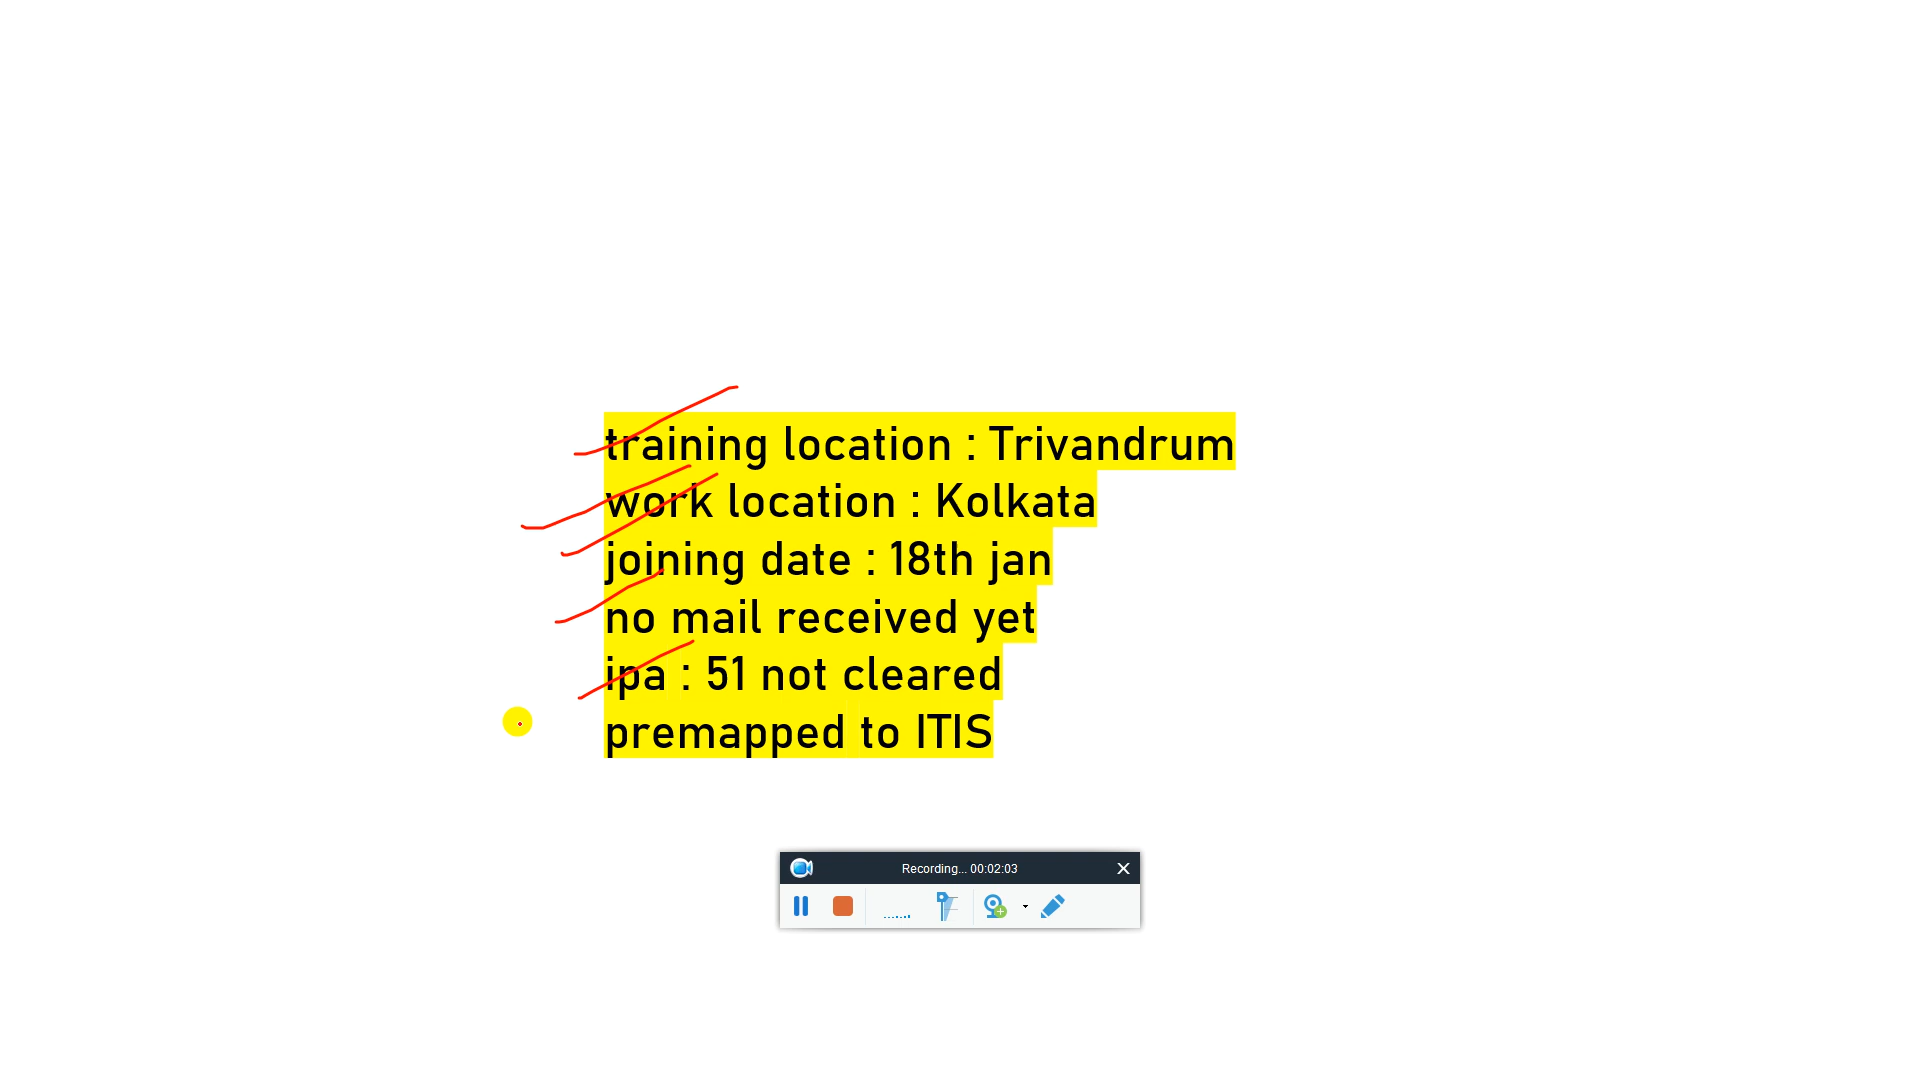 training location : Trivandrum
work location : Kolkata
joining date : 18th jan
no mail received yet
ipa : 51 not cleared
premapped to ITIS
Recording... 00:02:03